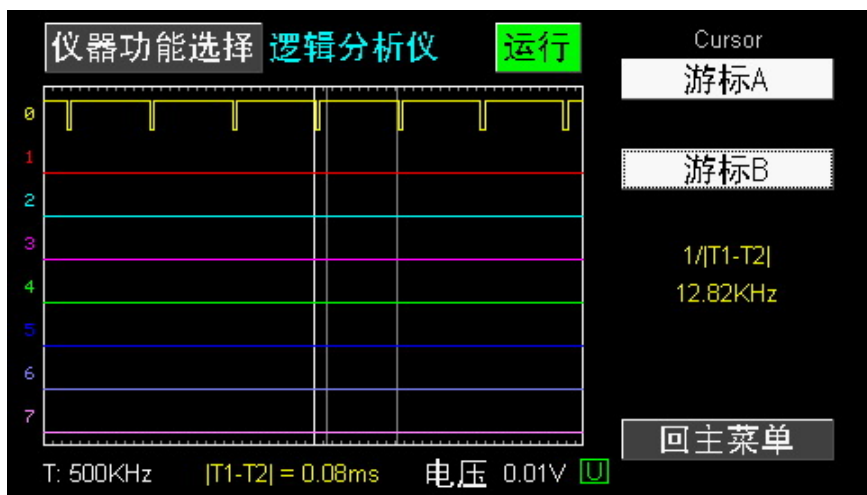 仪器功能选择 逻辑分析仪 运行
Cursor
游标A
游标B
1/|T1-T2|
12.82KHz
回主菜单
0
1
2
3
4
5
6
7
T: 500KHz |T1-T2| = 0.08ms 电压 0.01V U